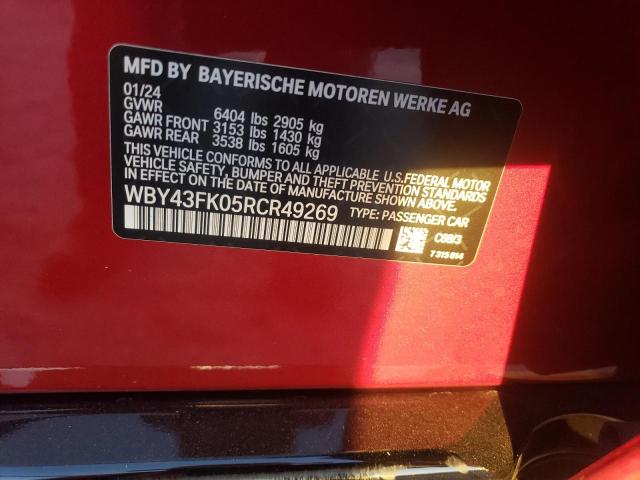 MFD BY BAYERISCHE MOTOREN WERKE AG
01/24
GVWR 6404 lbs 2905 kg
GAWR FRONT 3153 lbs 1430 kg
GAWR REAR 3538 lbs 1605 kg
THIS VEHICLE CONFORMS TO ALL APPLICABLE U.S.FEDERAL MOTOR
VEHICLE SAFETY, BUMPER, AND THEFT PREVENTION STANDARDS
IN EFFECT ON THE DATE OF MANUFACTURE SHOWN ABOVE.
WBY43FK05RCR49269 TYPE: PASSENGER CAR
C68/3
7 315 814